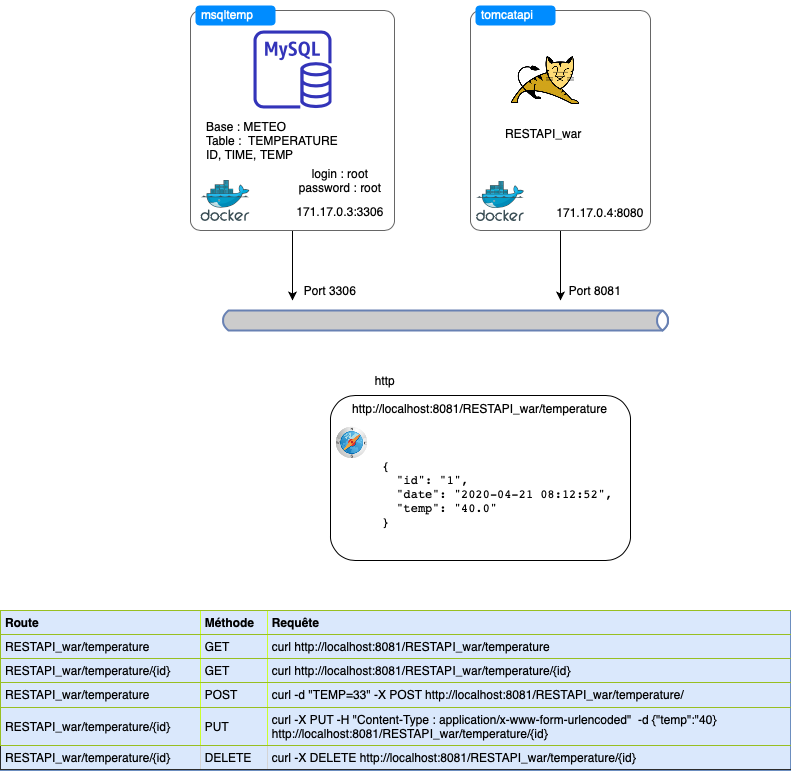 msqltemp
MySQL
Base : METEO
Table :  TEMPERATURE
ID, TIME, TEMP
login : root
password : root
docker
171.17.0.3:3306
tomcatapi
RESTAPI_war
docker
171.17.0.4:8080
Port 3306
Port 8081
http
http://localhost:8081/RESTAPI_war/temperature
{
"id": "1",
"date": "2020-04-21 08:12:52",
"temp": "40.0"
}
Route Méthode Requête
RESTAPI_war/temperature GET curl http://localhost:8081/RESTAPI_war/temperature
RESTAPI_war/temperature/{id} GET curl http://localhost:8081/RESTAPI_war/temperature/{id}
RESTAPI_war/temperature POST curl -d "TEMP=33" -X POST http://localhost:8081/RESTAPI_war/temperature/
RESTAPI_war/temperature/{id} PUT curl -X PUT -H "Content-Type : application/x-www-form-urlencoded"  -d {"temp":"40}
http://localhost:8081/RESTAPI_war/temperature/{id}
RESTAPI_war/temperature/{id} DELETE curl -X DELETE http://localhost:8081/RESTAPI_war/temperature/{id}